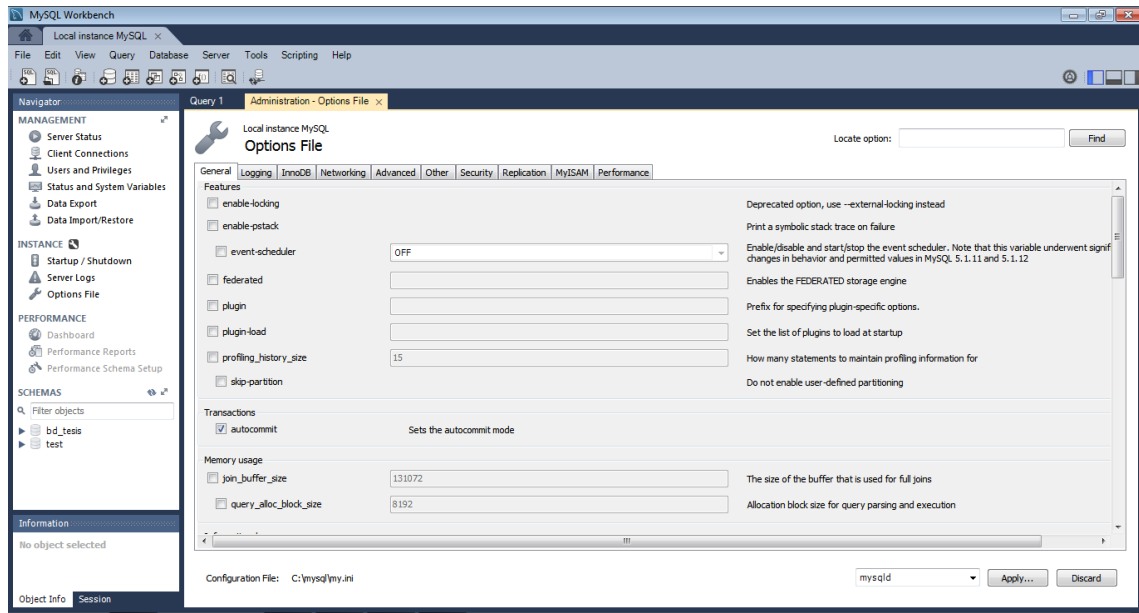 MySQL Workbench
Local instance MySQL
File Edit View Query Database Server Tools Scripting Help
Navigator
MANAGEMENT
Server Status
Client Connections
Users and Privileges
Status and System Variables
Data Export
Data Import/Restore
INSTANCE
Startup / Shutdown
Server Logs
Options File
PERFORMANCE
Dashboard
Performance Reports
Performance Schema Setup
SCHEMAS
Filter objects
bd_tesis
test
Information
No object selected
Object Info Session
Query 1 Administration - Options File
Local instance MySQL
Options File
Locate option: Find
General Logging InnoDB Networking Advanced Other Security Replication MyISAM Performance
Features
enable-locking Deprecated option, use --external-locking instead
enable-pstack Print a symbolic stack trace on failure
event-scheduler OFF Enable/disable and start/stop the event scheduler. Note that this variable underwent signif
changes in behavior and permitted values in MySQL 5.1.11 and 5.1.12
federated Enables the FEDERATED storage engine
plugin Prefix for specifying plugin-specific options.
plugin-load Set the list of plugins to load at startup
profiling_history_size 15 How many statements to maintain profiling information for
skip-partition Do not enable user-defined partitioning
Transactions
autocommit Sets the autocommit mode
Memory usage
join_buffer_size 131072 The size of the buffer that is used for full joins
query_alloc_block_size 8192 Allocation block size for query parsing and execution
Configuration File: C:\mysql\my.ini mysqld Apply... Discard